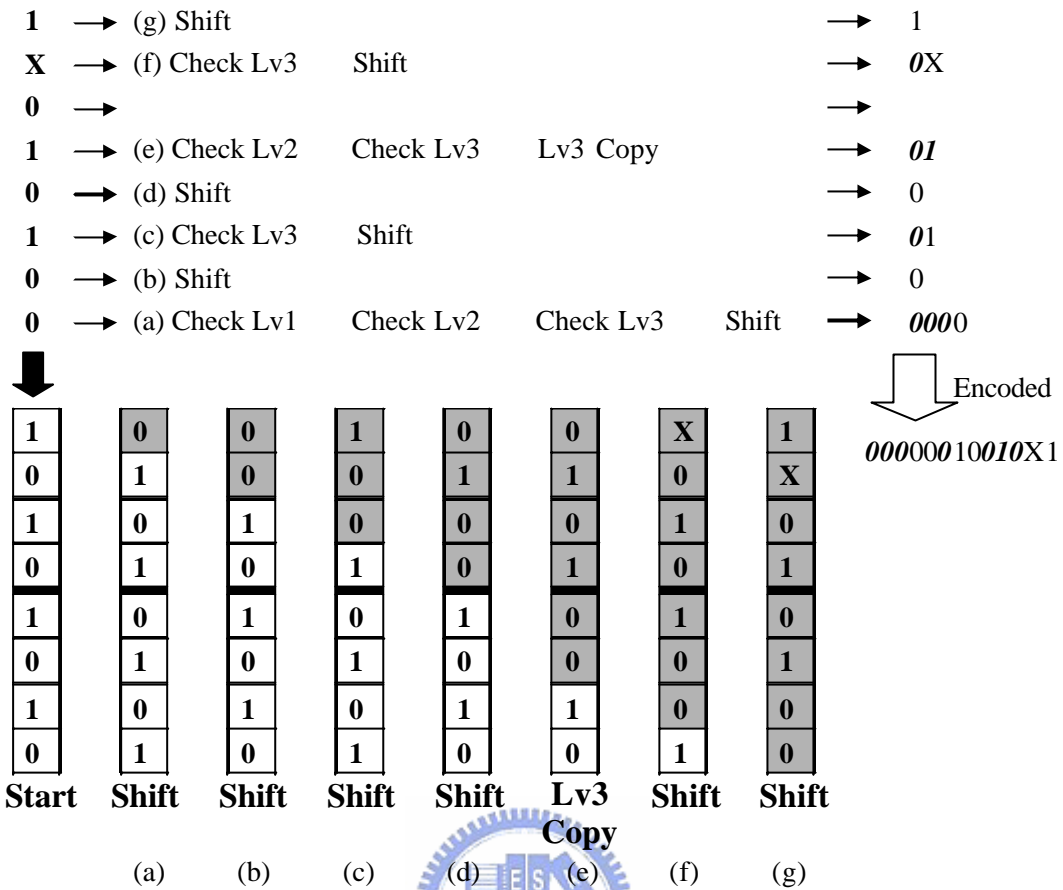 1 → (g) Shift → 1
X → (f) Check Lv3 Shift → 0X
0 → →
1 → (e) Check Lv2 Check Lv3 Lv3 Copy → 01
0 → (d) Shift → 0
1 → (c) Check Lv3 Shift → 01
0 → (b) Shift → 0
0 → (a) Check Lv1 Check Lv2 Check Lv3 Shift → 0000
Encoded
00000010010X1
1 0 0 1 0 0 X 1
0 1 0 0 1 1 0 X
1 0 1 0 0 0 1 0
0 1 0 1 0 1 0 1
1 0 1 0 1 0 1 0
0 1 0 1 0 0 0 1
1 0 1 0 1 1 0 0
0 1 0 1 0 0 1 0
Start Shift Shift Shift Shift Lv3 Copy Shift Shift
(a) (b) (c) (d) (e) (f) (g)